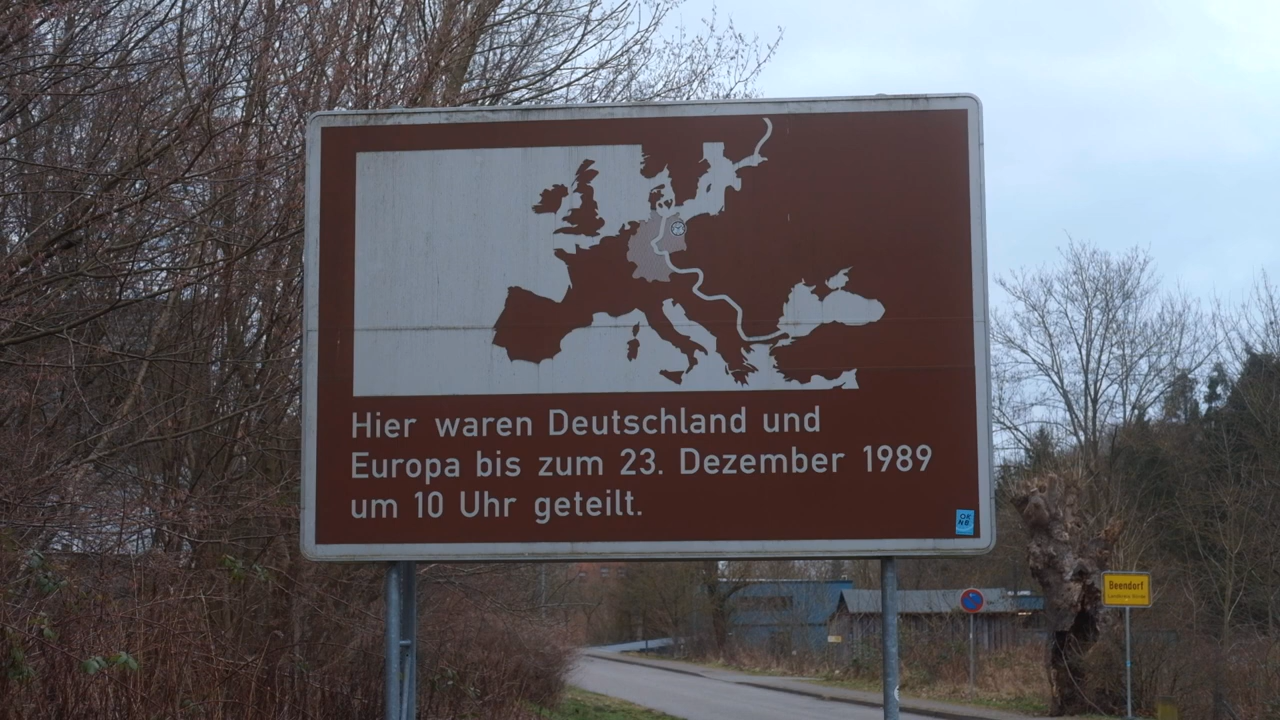 Hier waren Deutschland und
Europa bis zum 23. Dezember 1989
um 10 Uhr geteilt.
Beendorf